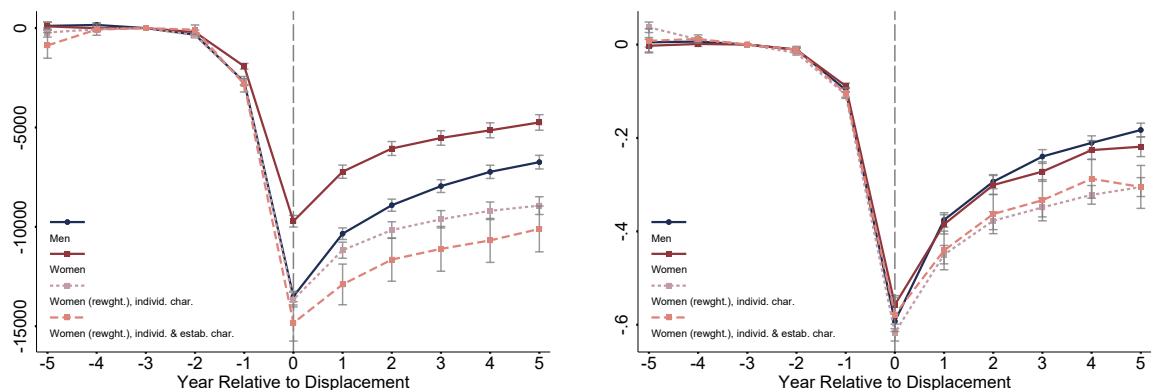 0
-5000
-10000
-15000
Men
Women
Women (rewght.), individ. char.
Women (rewght.), individ. & estab. char.
-5 -4 -3 -2 -1 0 1 2 3 4 5
Year Relative to Displacement
0
-.2
-.4
-.6
Men
Women
Women (rewght.), individ. char.
Women (rewght.), individ. & estab. char.
-5 -4 -3 -2 -1 0 1 2 3 4 5
Year Relative to Displacement